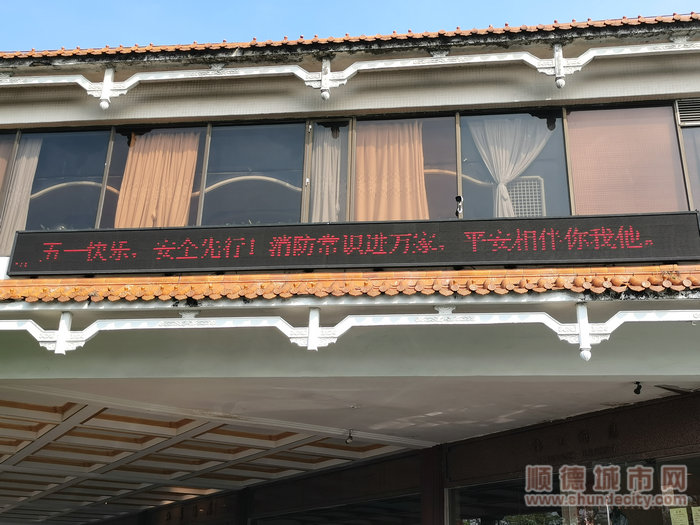 五一快乐，安全先行！消防常识进万家，平安相伴你我他。
顺德城市网
www.shundecity.com